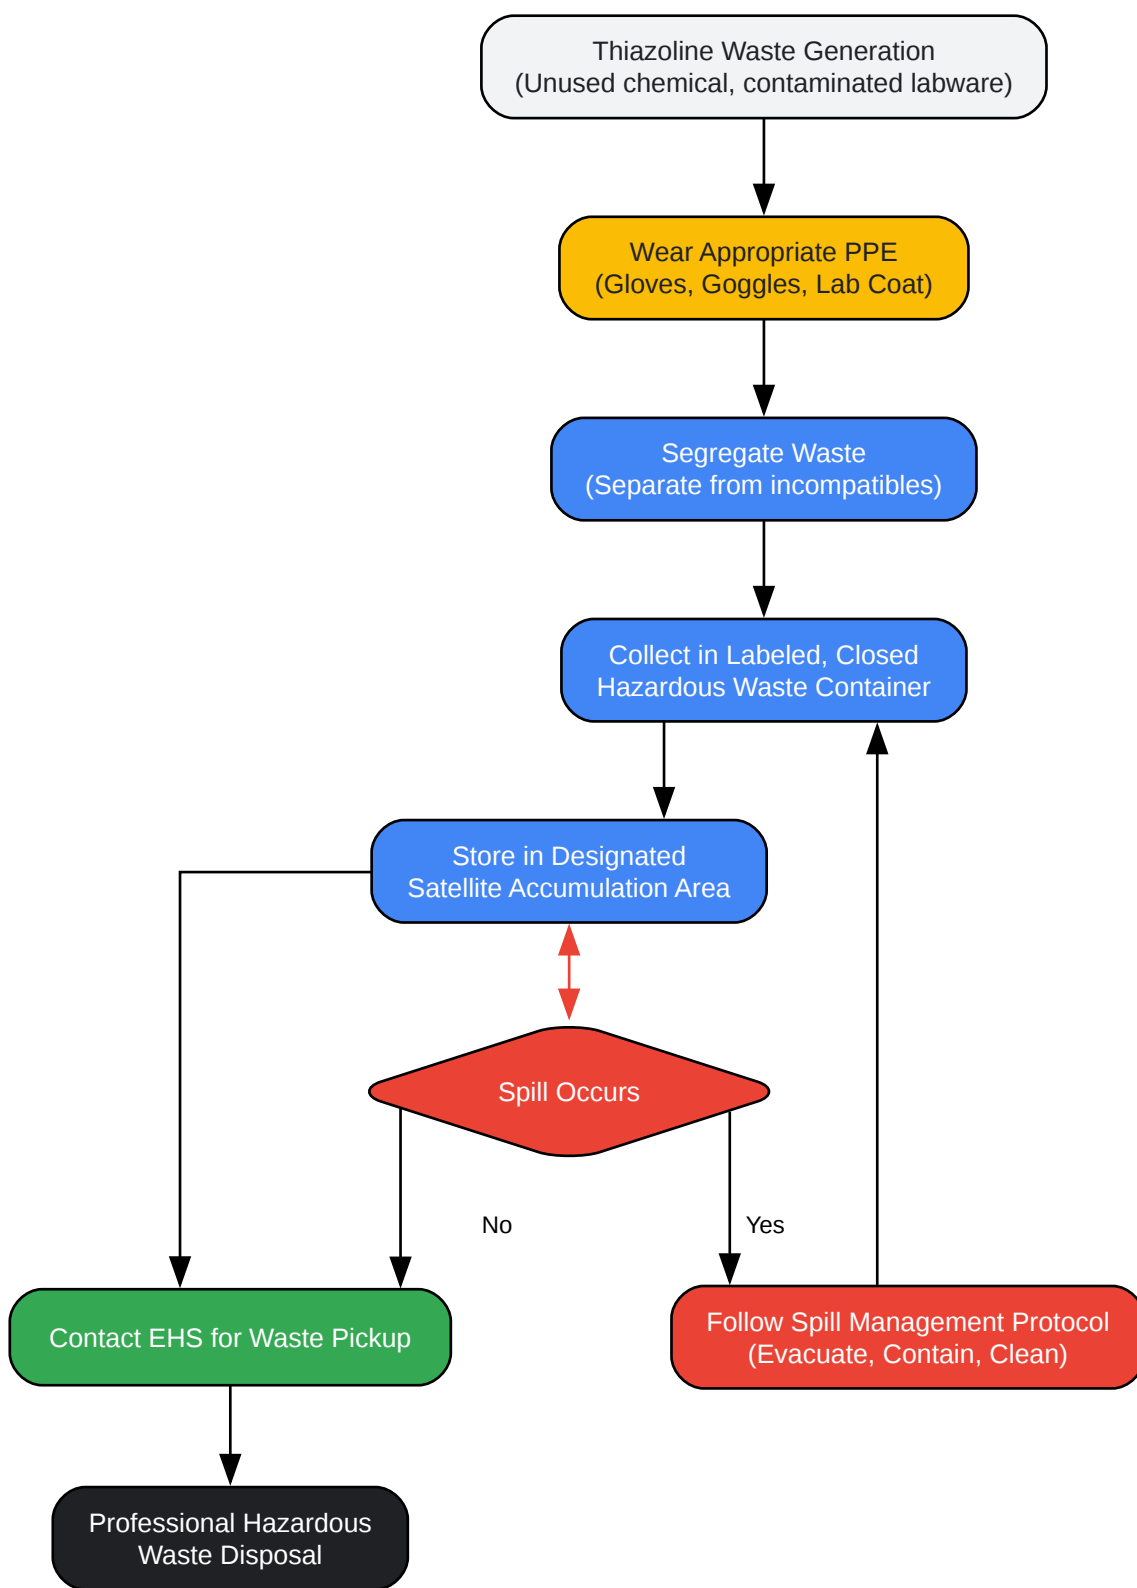 Thiazoline Waste Generation
(Unused chemical, contaminated labware)
Wear Appropriate PPE
(Gloves, Goggles, Lab Coat)
Segregate Waste
(Separate from incompatibles)
Collect in Labeled, Closed
Hazardous Waste Container
Store in Designated
Satellite Accumulation Area
Spill Occurs
No
Yes
Contact EHS for Waste Pickup
Follow Spill Management Protocol
(Evacuate, Contain, Clean)
Professional Hazardous
Waste Disposal